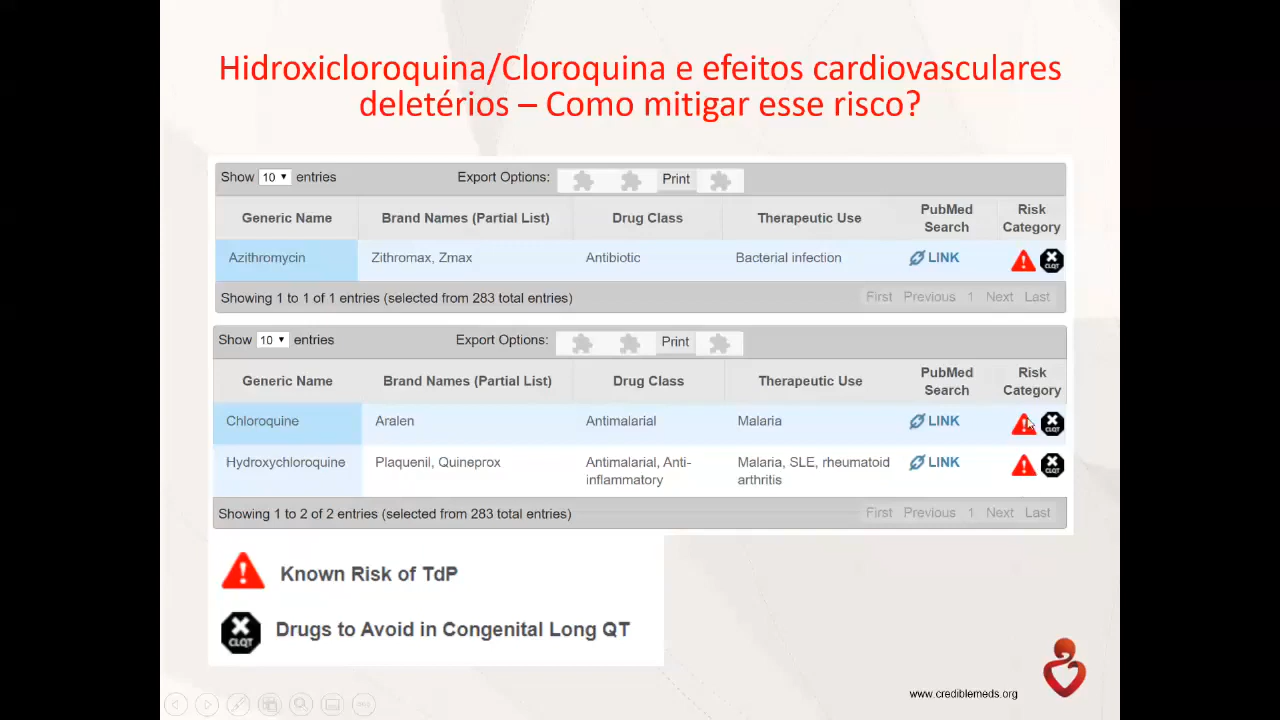 Hidroxicloroquina/Cloroquina e efeitos cardiovasculares
deletérios – Como mitigar esse risco?
Show 10 entries Export Options: Print
Generic Name Brand Names (Partial List) Drug Class Therapeutic Use PubMed Search Risk Category
Azithromycin Zithromax, Zmax Antibiotic Bacterial infection LINK CLQT
Showing 1 to 1 of 1 entries (selected from 283 total entries) First Previous 1 Next Last
Show 10 entries Export Options: Print
Generic Name Brand Names (Partial List) Drug Class Therapeutic Use PubMed Search Risk Category
Chloroquine Aralen Antimalarial Malaria LINK CLQT
Hydroxychloroquine Plaquenil, Quineprox Antimalarial, Anti-inflammatory Malaria, SLE, rheumatoid arthritis LINK CLQT
Showing 1 to 2 of 2 entries (selected from 283 total entries) First Previous 1 Next Last
Known Risk of TdP
CLQT Drugs to Avoid in Congenital Long QT
www.crediblemeds.org